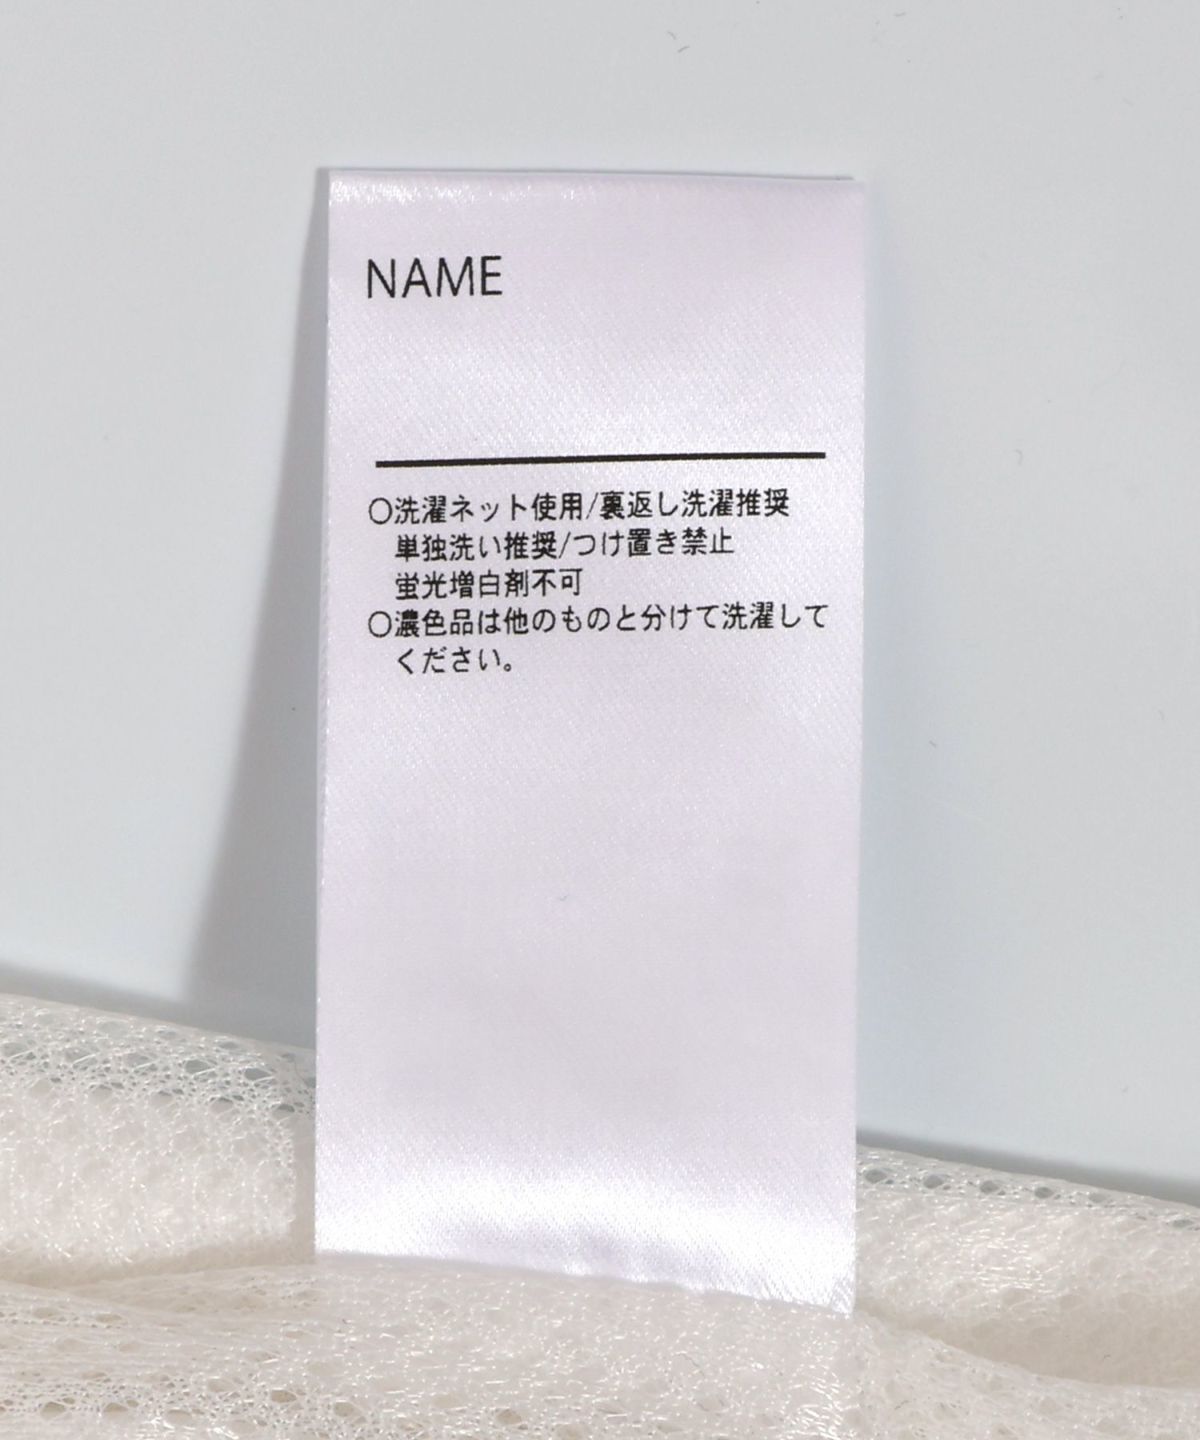 NAME
○洗濯ネット使用/裏返し洗濯推奨
単独洗い推奨/つけ置き禁止
蛍光増白剤不可
○濃色品は他のものと分けて洗濯して
ください。